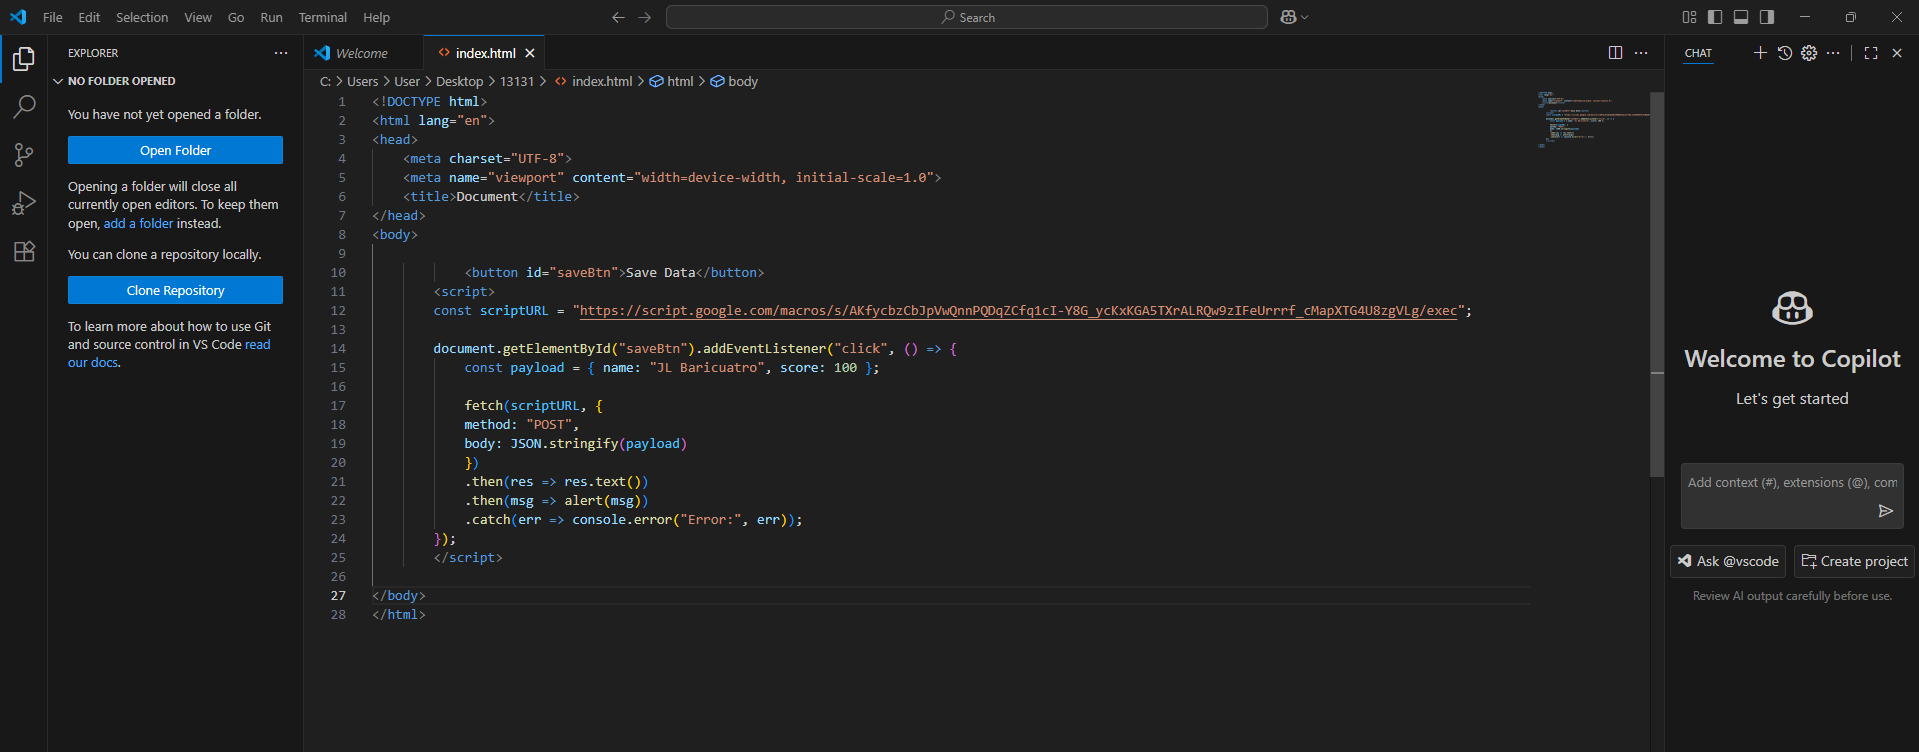 File Edit Selection View Go Run Terminal Help
Search
EXPLORER
NO FOLDER OPENED
You have not yet opened a folder.
Open Folder
Opening a folder will close all
currently open editors. To keep them
open, add a folder instead.
You can clone a repository locally.
Clone Repository
To learn more about how to use Git
and source control in VS Code read
our docs.
Welcome
index.html
C: > Users > User > Desktop > 13131 > index.html > html > body
1 <!DOCTYPE html>
2 <html lang="en">
3 <head>
4 <meta charset="UTF-8">
5 <meta name="viewport" content="width=device-width, initial-scale=1.0">
6 <title>Document</title>
7 </head>
8 <body>
9
10 <button id="saveBtn">Save Data</button>
11 <script>
12 const scriptURL = "https://script.google.com/macros/s/AKfycbzCbJpVwQnnPQDqZCfq1cI-Y8G_ycKxKGA5TXrALRQw9zIFeUrrrf_cMapXTG4U8zgVLg/exec";
13
14 document.getElementById("saveBtn").addEventListener("click", () => {
15 const payload = { name: "JL Baricuatro", score: 100 };
16
17 fetch(scriptURL, {
18 method: "POST",
19 body: JSON.stringify(payload)
20 })
21 .then(res => res.text())
22 .then(msg => alert(msg))
23 .catch(err => console.error("Error:", err));
24 });
25 </script>
26
27 </body>
28 </html>
CHAT
Welcome to Copilot
Let's get started
Add context (#), extensions (@), com
Ask @vscode
Create project
Review AI output carefully before use.